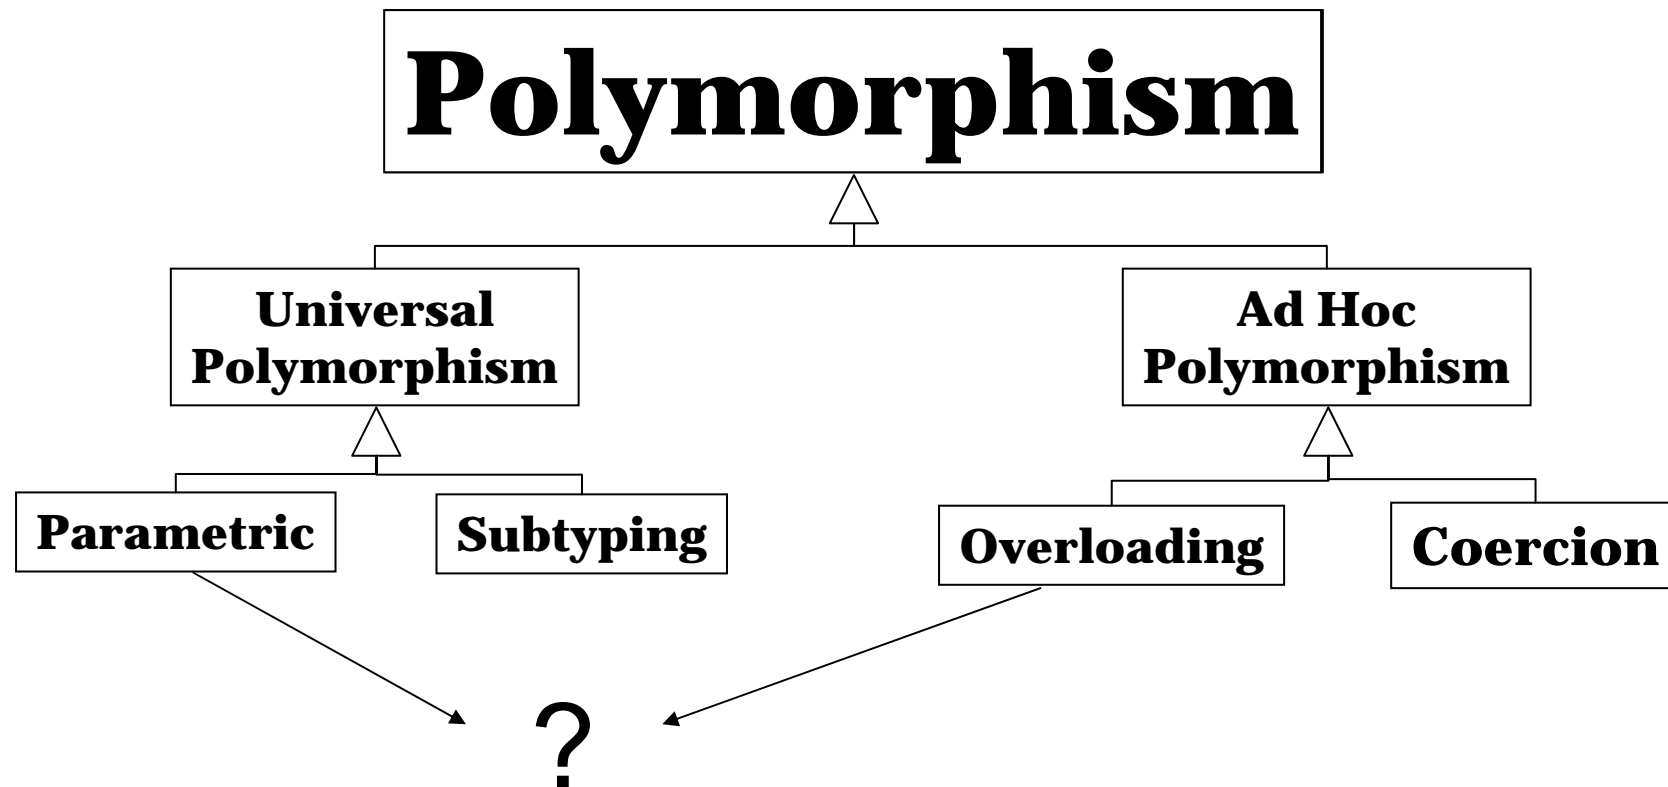 Polymorphism
Universal
Polymorphism
Ad Hoc
Polymorphism
Parametric
Subtyping
Overloading
Coercion
?